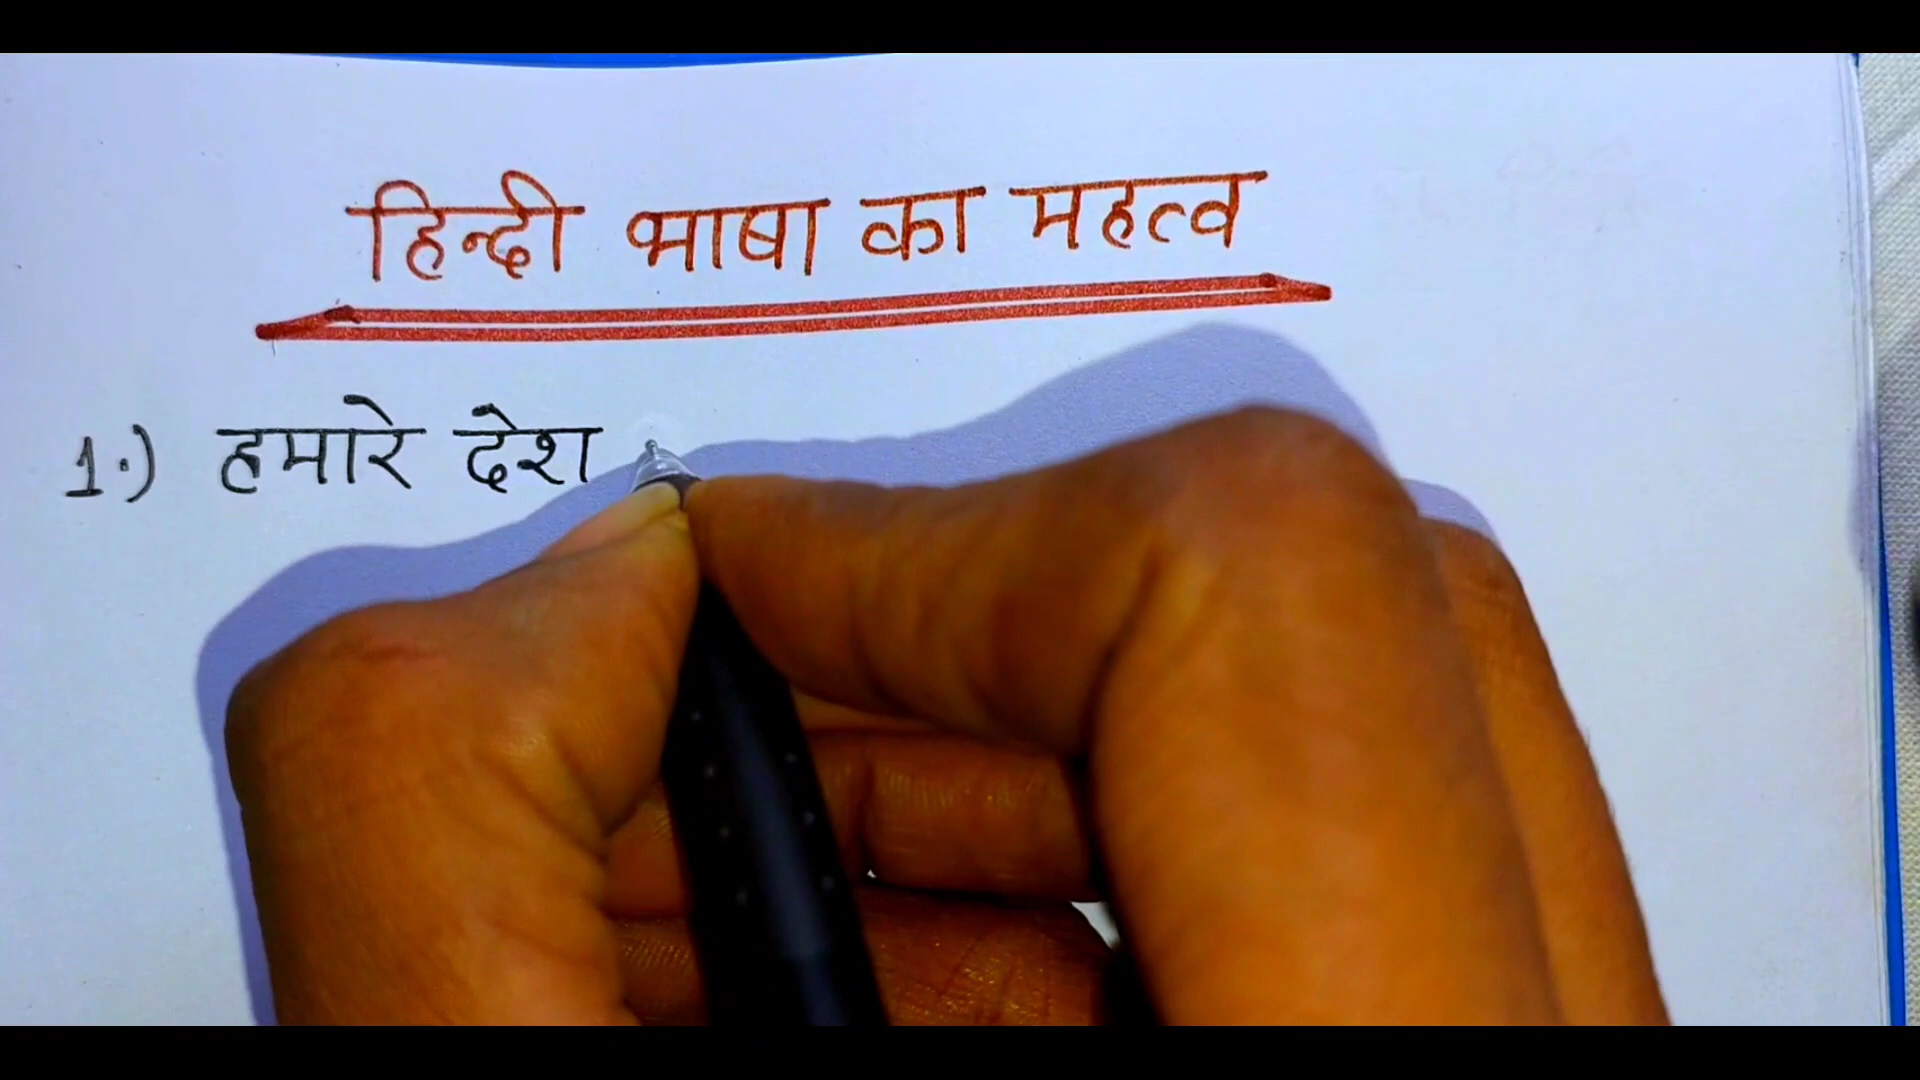 हिन्दी भाषा का महत्व
1.) हमारे देश